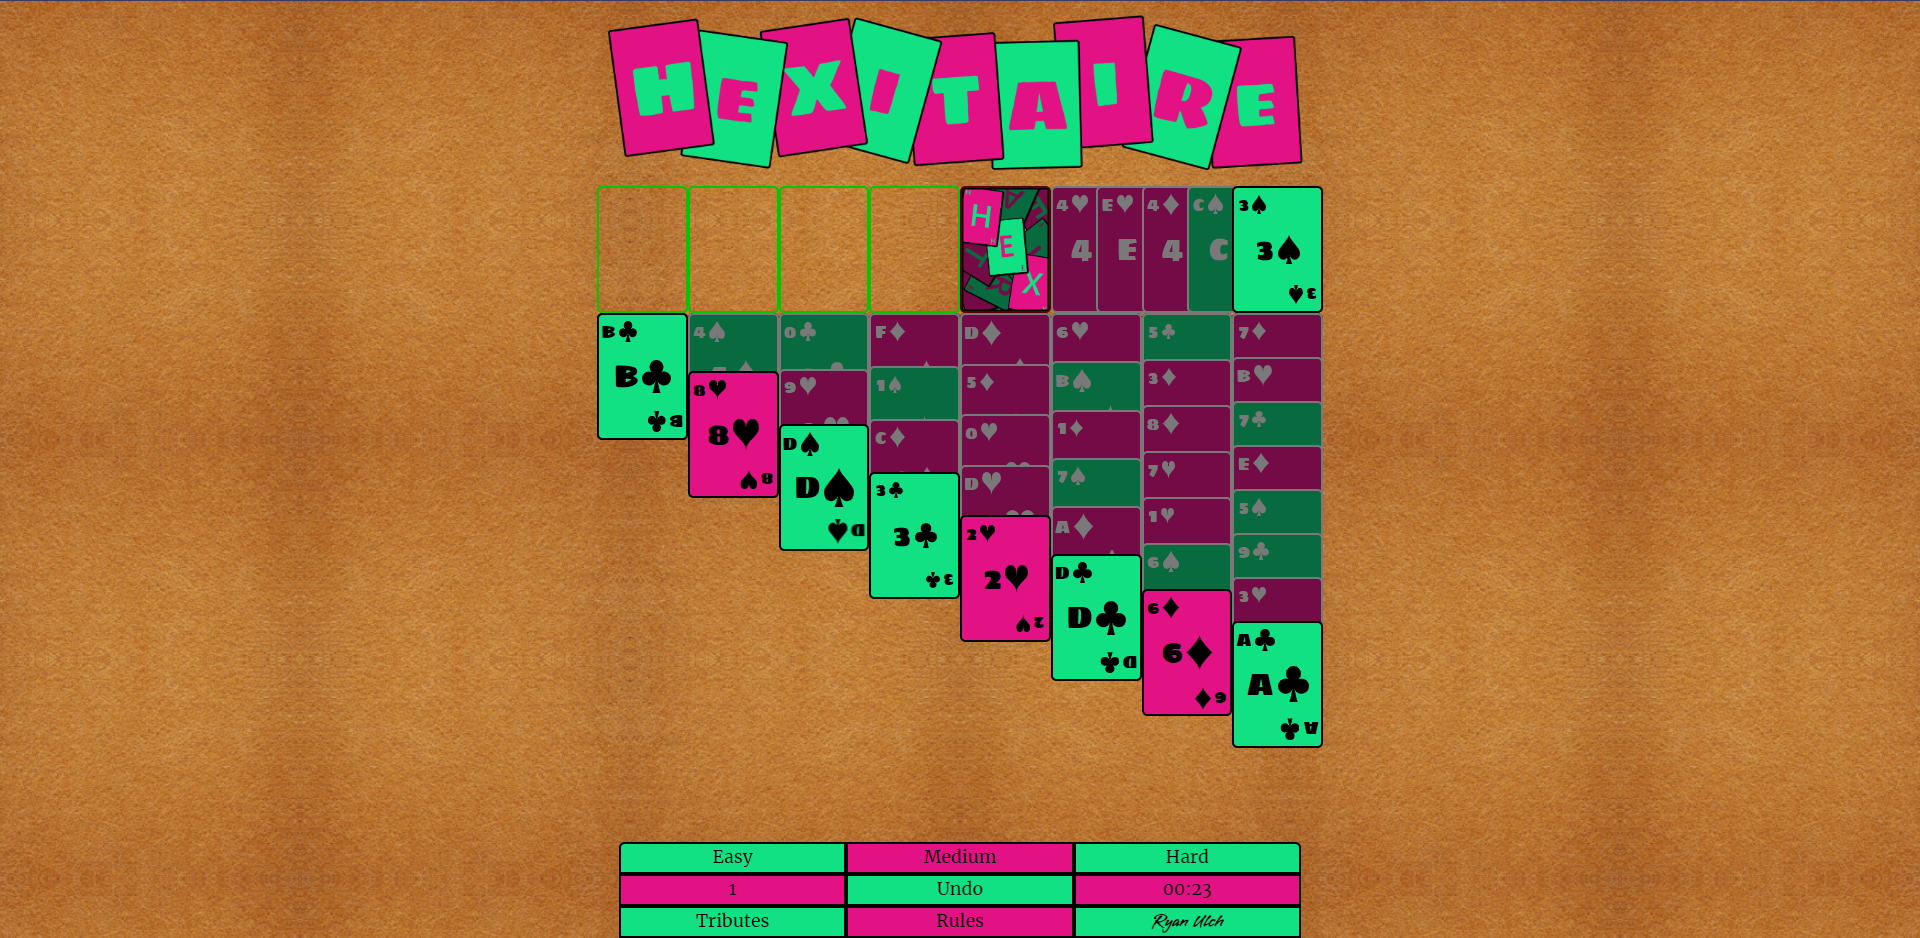 HEXITAIRE
H E X
4♥ 4 E♥ E 4♦ 4 C♠ C 3♠ 3♠ 3♠
B♣ 4♠ 0♣ F♦ D♦ 6♥ 5♣ 7♦
B♣ 8♥ 9♥ 1♠ 5♦ B♠ 3♦ B♥
B♣ 8♥ D♠ C♦ 0♥ 1♦ 8♦ 7♣
8♥ D♠ 3♣ D♥ 7♠ 7♥ E♦
D♠ 3♣ 2♥ A♦ 1♥ 5♠
3♣ 2♥ D♣ 6♠ 9♣
2♥ D♣ 6♦ 3♥
D♣ 6♦ A♣
6♦ A♣
A♣
Easy Medium Hard
1 Undo 00:23
Tributes Rules Ryan Ulch